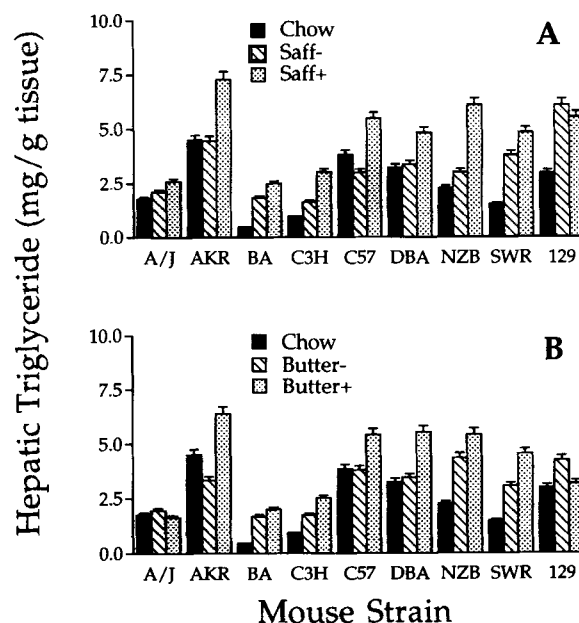 Hepatic Triglyceride (mg/g tissue)
A
Chow
Saff-
Saff+
10.0
7.5
5.0
2.5
0.0
A/J AKR BA C3H C57 DBA NZB SWR 129
B
Chow
Butter-
Butter+
10.0
7.5
5.0
2.5
0.0
A/J AKR BA C3H C57 DBA NZB SWR 129
Mouse Strain